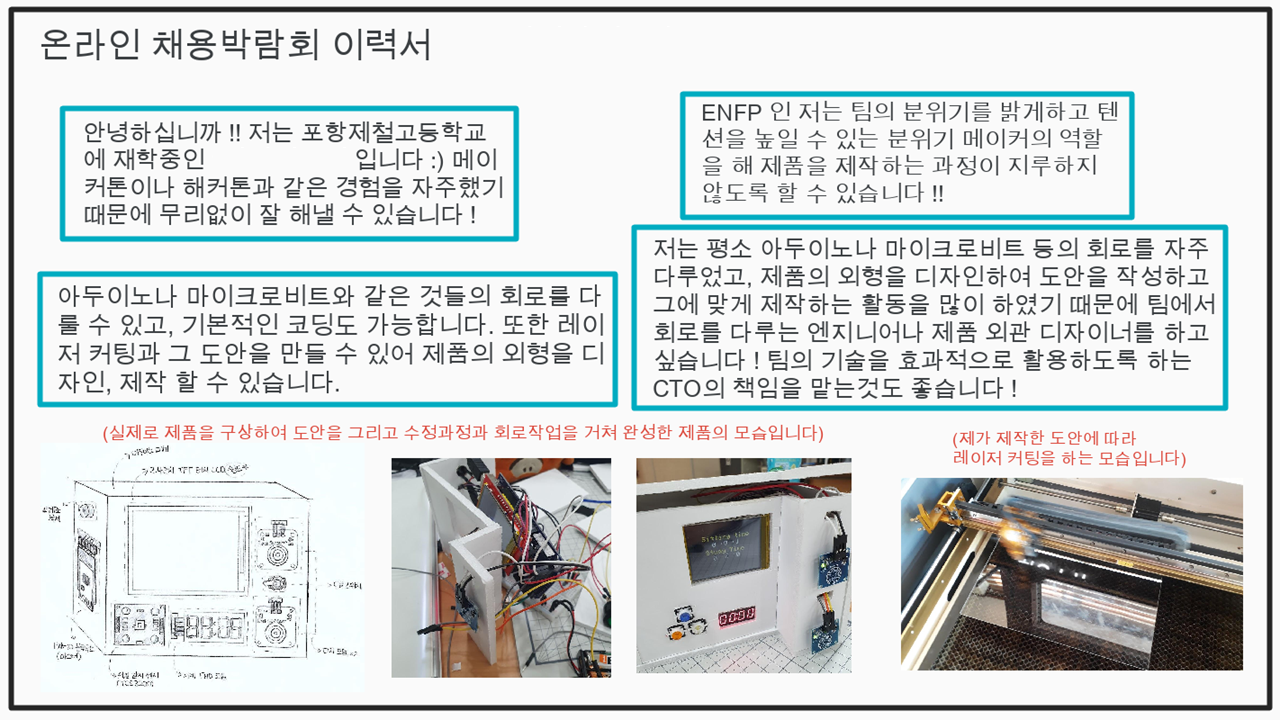 온라인 채용박람회 이력서
안녕하십니까 !! 저는 포항제철고등학교
에 재학중인 입니다 :) 메이
커톤이나 해커톤과 같은 경험을 자주했기
때문에 무리없이 잘 해낼 수 있습니다 !
ENFP 인 저는 팀의 분위기를 밝게하고 텐
션을 높일 수 있는 분위기 메이커의 역할
을 해 제품을 제작하는 과정이 지루하지
않도록 할 수 있습니다 !!
아두이노나 마이크로비트와 같은 것들의 회로를 다
룰 수 있고, 기본적인 코딩도 가능합니다. 또한 레이
저 커팅과 그 도안을 만들 수 있어 제품의 외형을 디
자인, 제작 할 수 있습니다.
저는 평소 아두이노나 마이크로비트 등의 회로를 자주
다루었고, 제품의 외형을 디자인하여 도안을 작성하고
그에 맞게 제작하는 활동을 많이 하였기 때문에 팀에서
회로를 다루는 엔지니어나 제품 외관 디자이너를 하고
싶습니다 ! 팀의 기술을 효과적으로 활용하도록 하는
CTO의 책임을 맡는것도 좋습니다 !
(실제로 제품을 구상하여 도안을 그리고 수정과정과 회로작업을 거쳐 완성한 제품의 모습입니다)
(제가 제작한 도안에 따라
레이저 커팅을 하는 모습입니다)
00:00